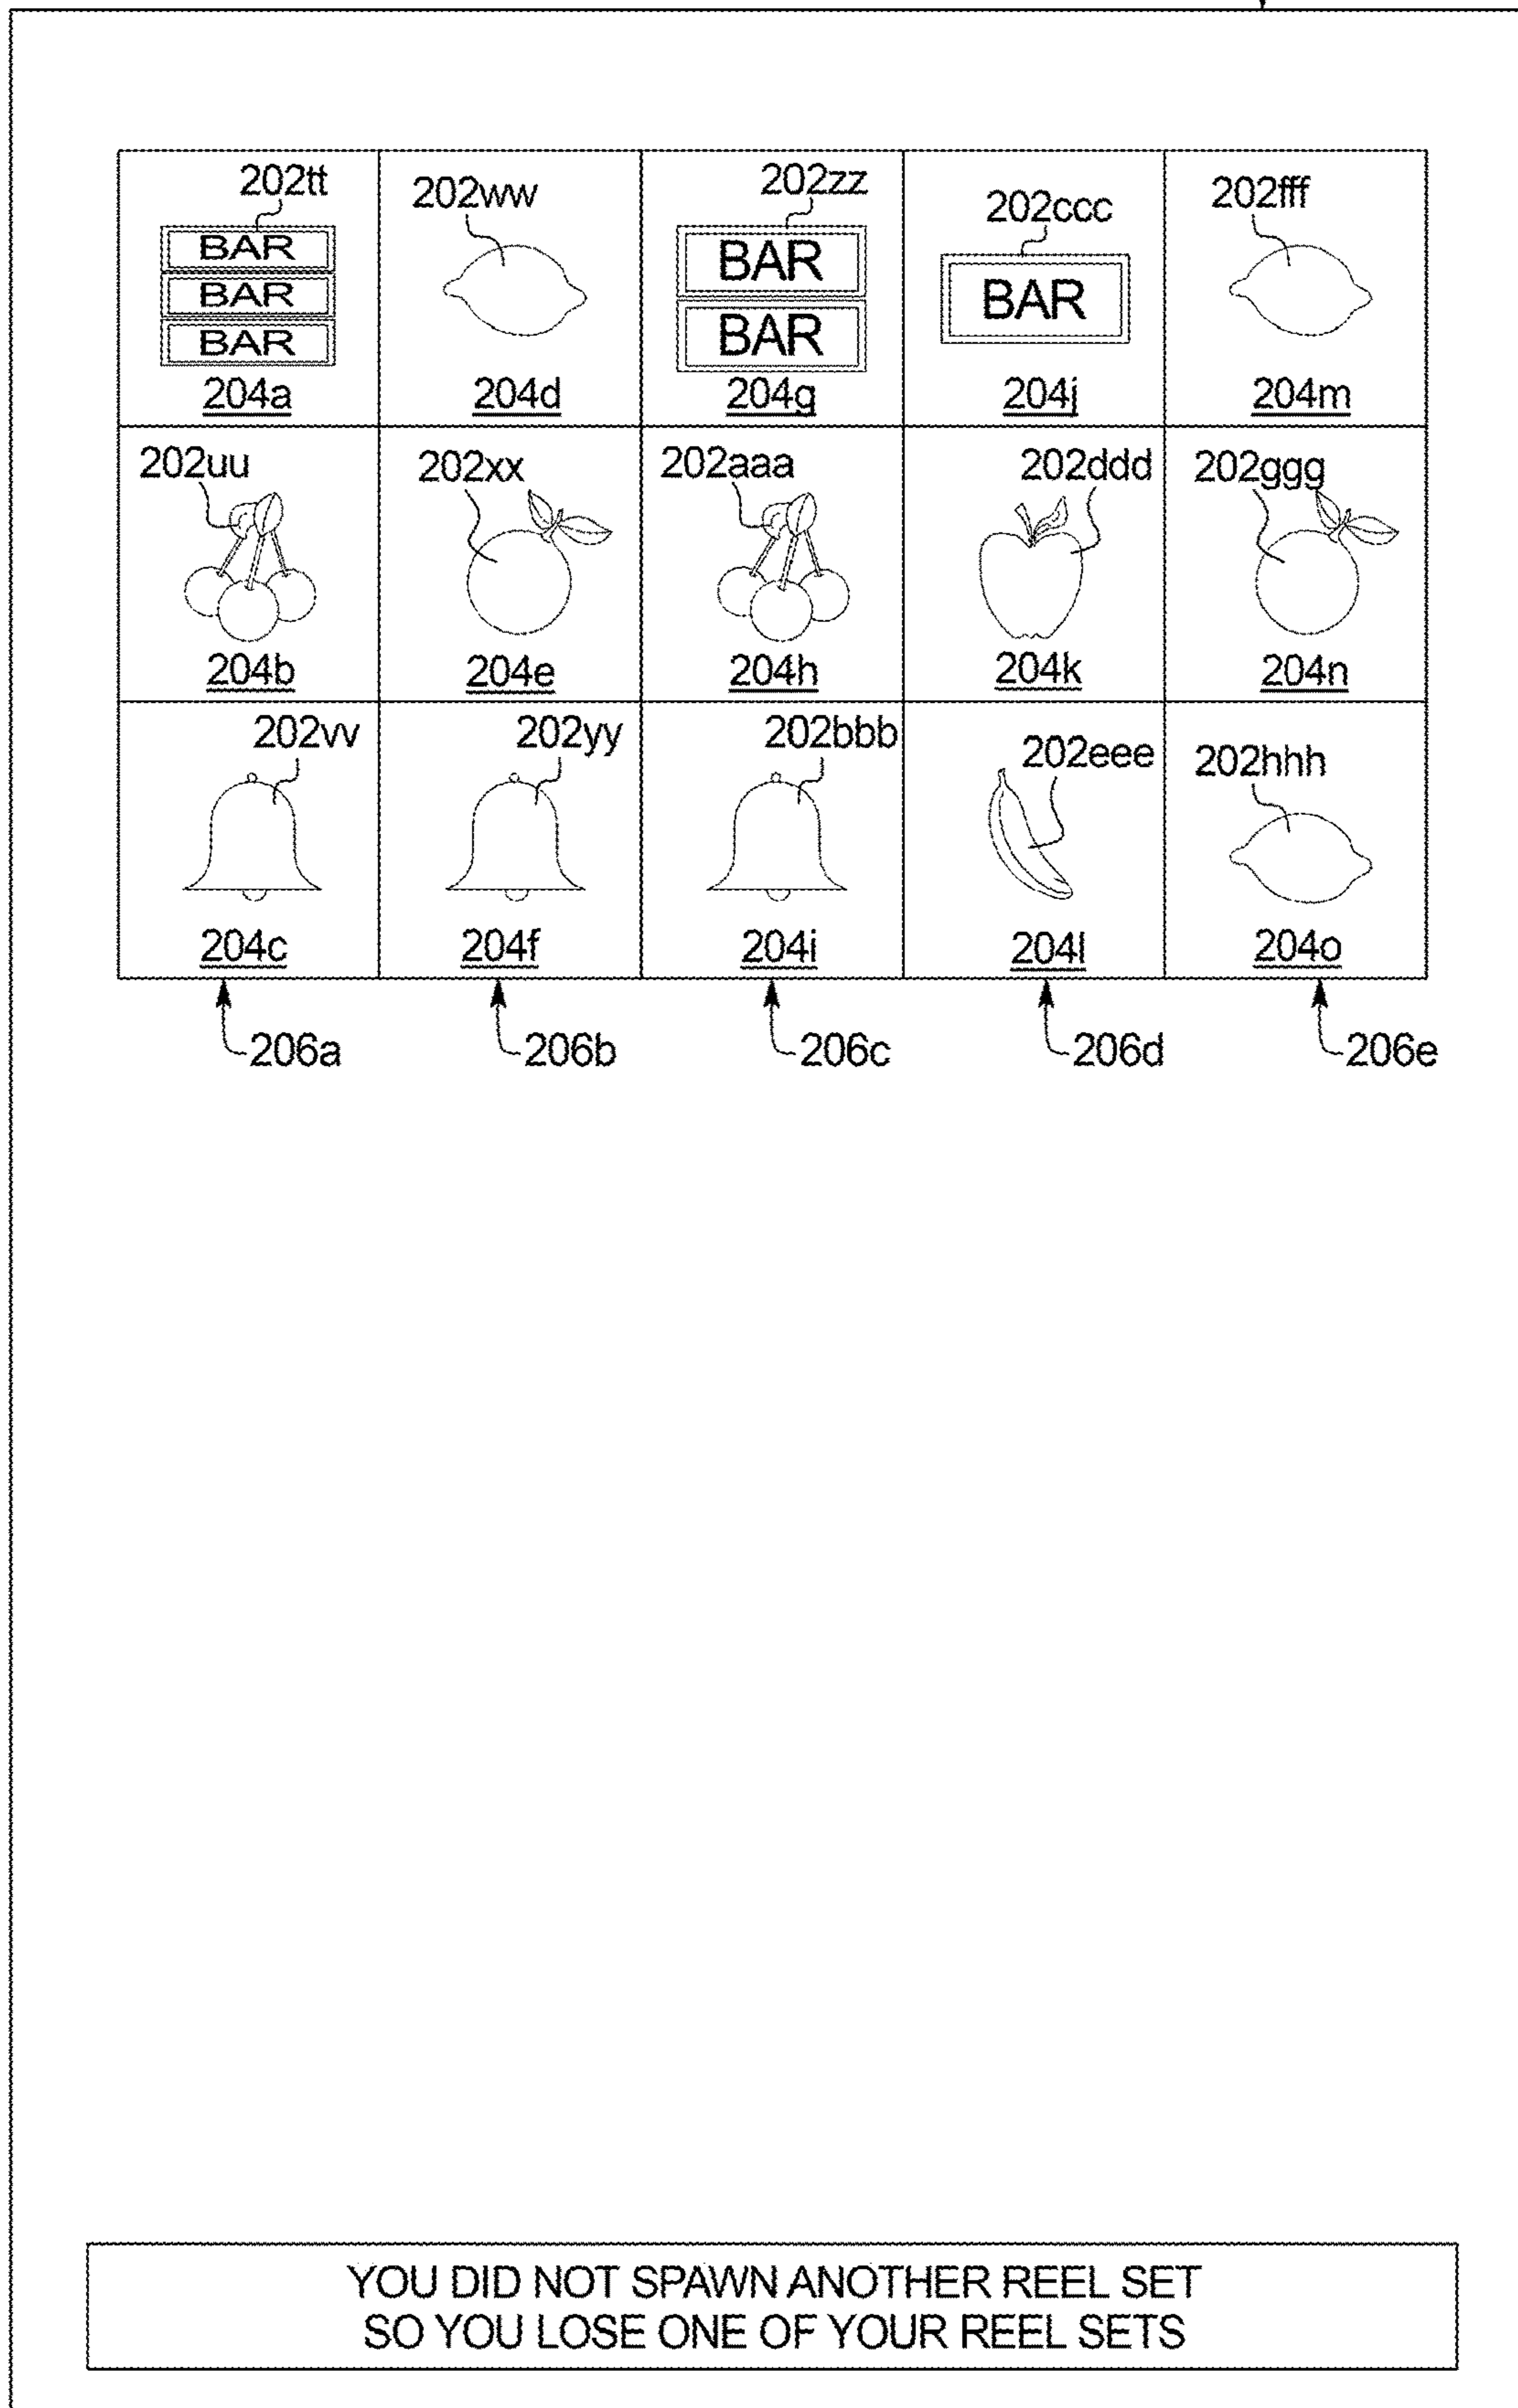 202tt 202ww 202zz 202ccc 202fff
BAR BAR BAR
BAR
BAR BAR
204a 204d 204g 204j 204m
202uu 202xx 202aaa 202ddd 202ggg
204b 204e 204h 204k 204n
202vv 202yy 202bbb 202eee 202hhh
204c 204f 204i 204l 204o
206a 206b 206c 206d 206e
YOU DID NOT SPAWN ANOTHER REEL SET
SO YOU LOSE ONE OF YOUR REEL SETS